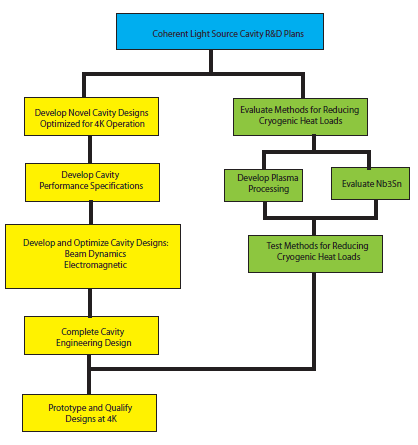 Coherent Light Source Cavity R&D Plans
Develop Novel Cavity Designs
Optimized for 4K Operation
Evaluate Methods for Reducing
Cryogenic Heat Loads
Develop Cavity
Performance Specifications
Develop Plasma
Processing
Evaluate Nb3Sn
Develop and Optimize Cavity Designs:
Beam Dynamics
Electromagnetic
Test Methods for Reducing
Cryogenic Heat Loads
Complete Cavity
Engineering Design
Prototype and Qualify
Designs at 4K